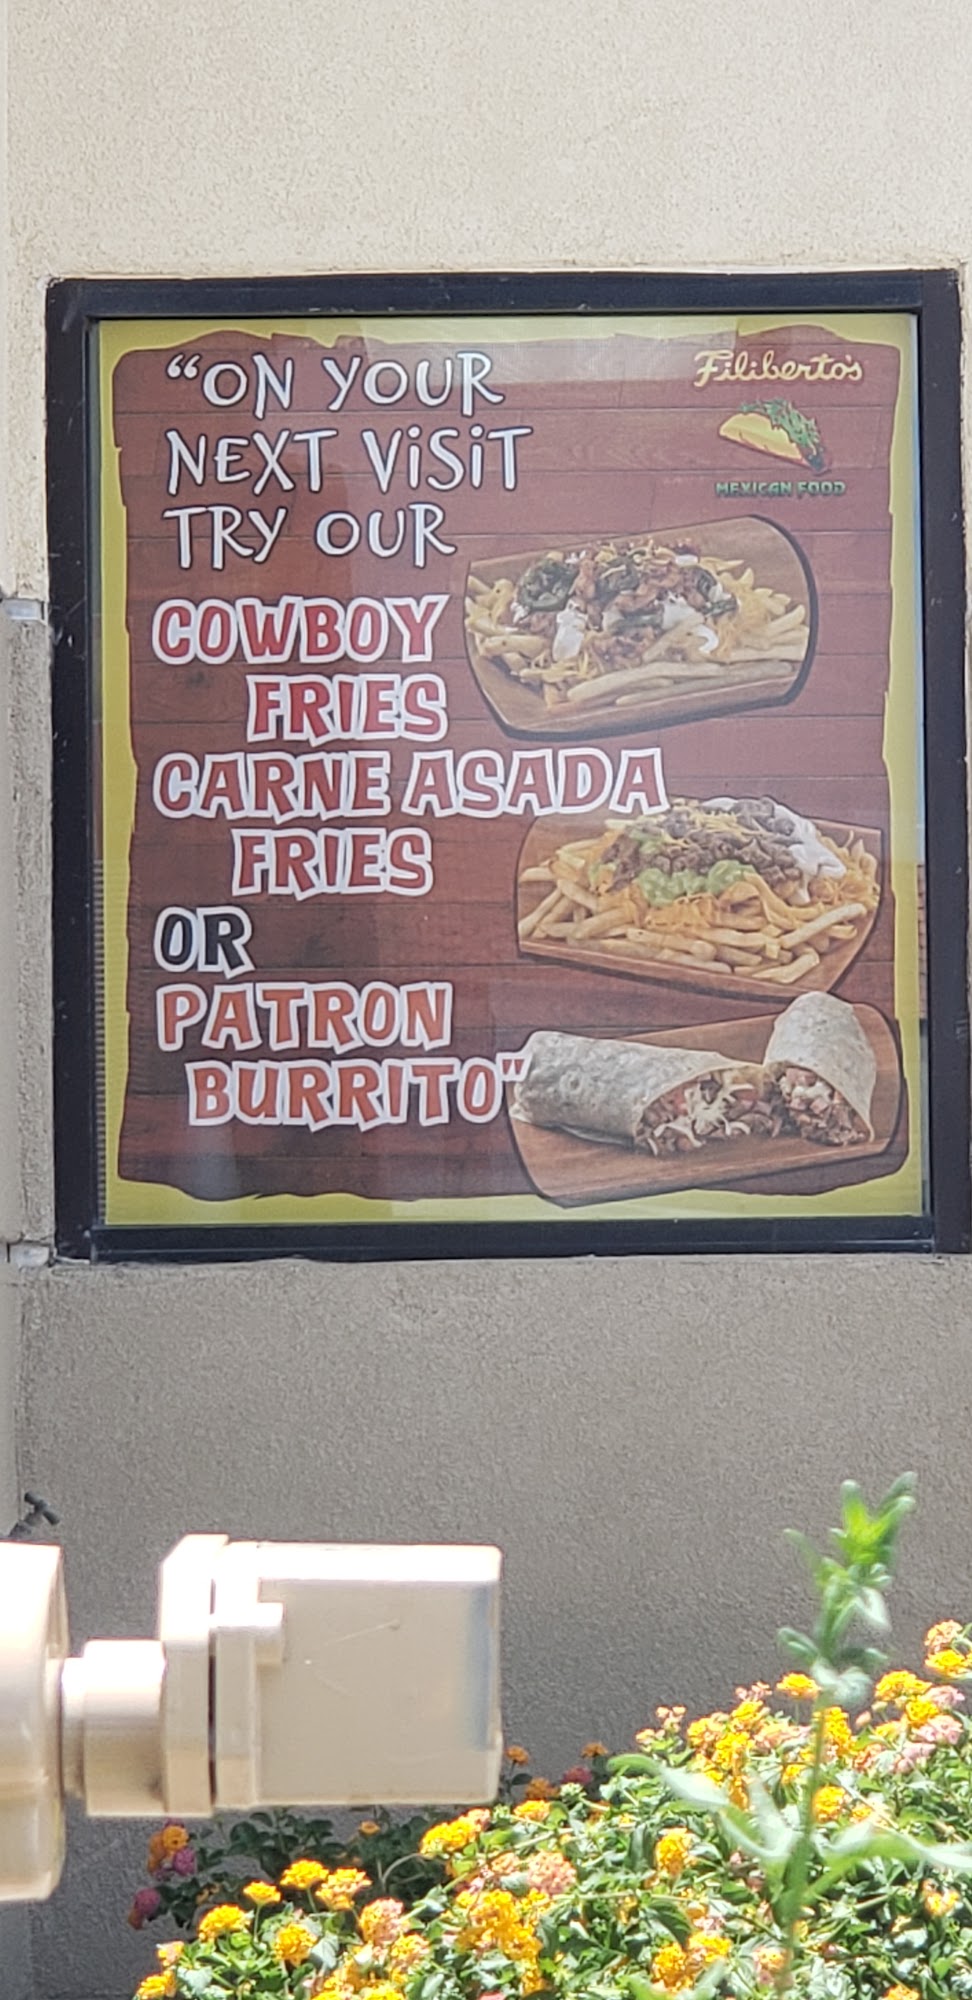 “ON YOUR
NEXT VISIT
TRY OUR
COWBOY
FRIES
CARNE ASADA
FRIES
OR
PATRON
BURRITO"
Filiberto's
MEXICAN FOOD